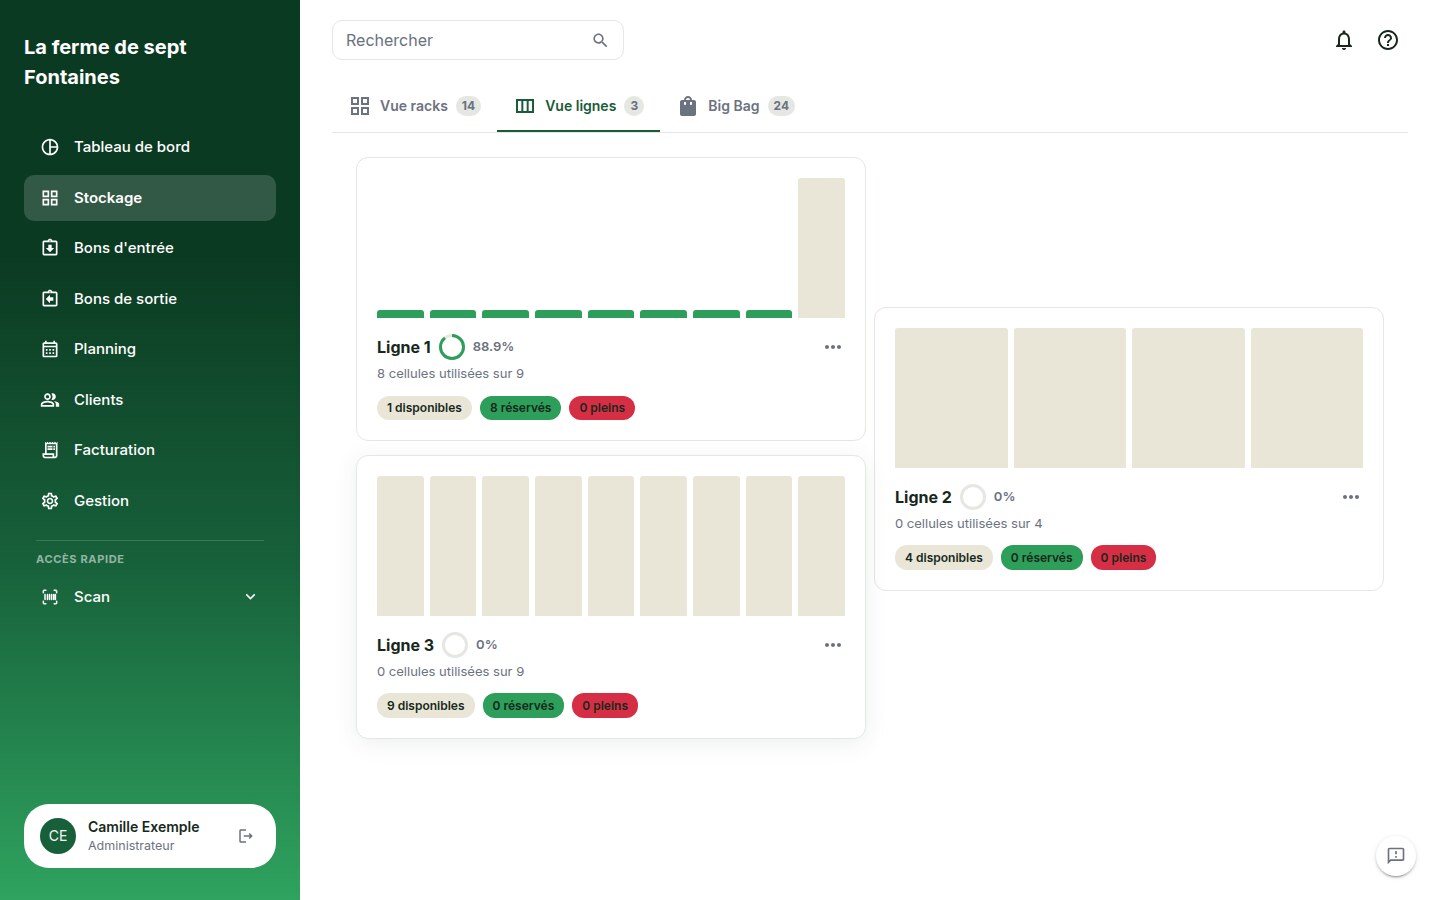 La ferme de sept
Fontaines
Tableau de bord
Stockage
Bons d'entrée
Bons de sortie
Planning
Clients
Facturation
Gestion
ACCÈS RAPIDE
Scan
CE
Camille Exemple
Administrateur
Rechercher
Vue racks 14
Vue lignes 3
Big Bag 24
Ligne 1 88.9%
8 cellules utilisées sur 9
1 disponibles 8 réservés 0 pleins
Ligne 2 0%
0 cellules utilisées sur 4
4 disponibles 0 réservés 0 pleins
Ligne 3 0%
0 cellules utilisées sur 9
9 disponibles 0 réservés 0 pleins